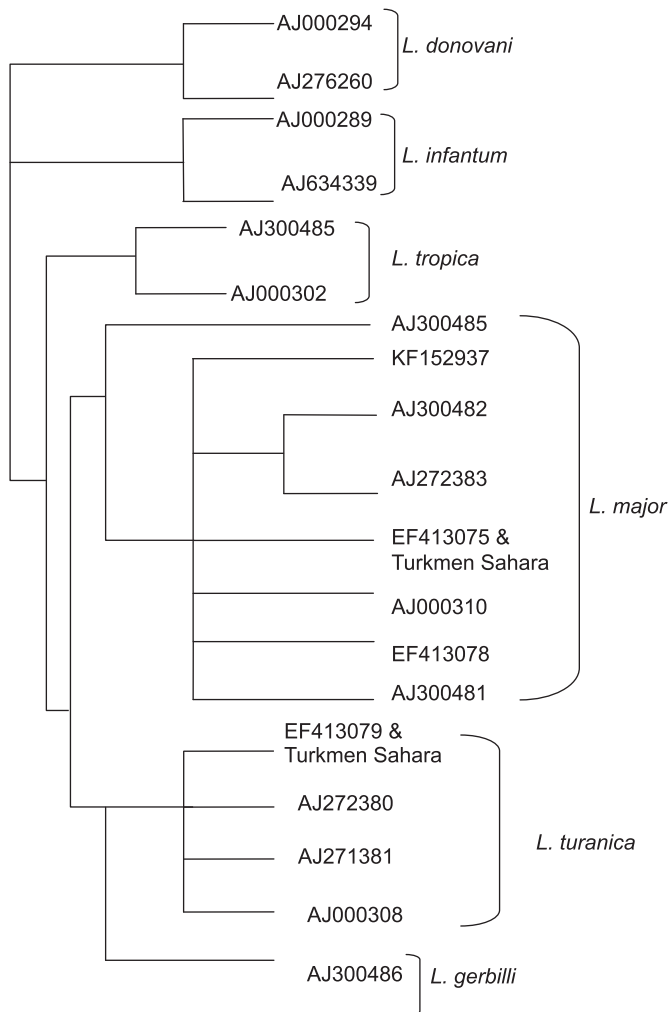 AJ000294
L. donovani
AJ276260
AJ000289
L. infantum
AJ634339
AJ300485
L. tropica
AJ000302
AJ300485
KF152937
AJ300482
AJ272383
L. major
EF413075 &
Turkmen Sahara
AJ000310
EF413078
AJ300481
EF413079 &
Turkmen Sahara
AJ272380
L. turanica
AJ271381
AJ000308
AJ300486
L. gerbilli